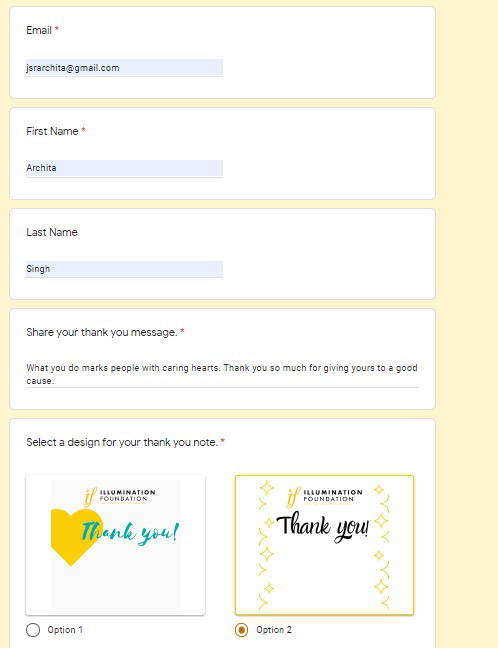 Email *
jsrarchita@gmail.com
First Name *
Archita
Last Name
Singh
Share your thank you message. *
What you do marks people with caring hearts. Thank you so much for giving yours to a good
cause.
Select a design for your thank you note. *
if ILLUMINATION
FOUNDATION
Thank you!
if ILLUMINATION
FOUNDATION
Thank you!
Option 1
Option 2